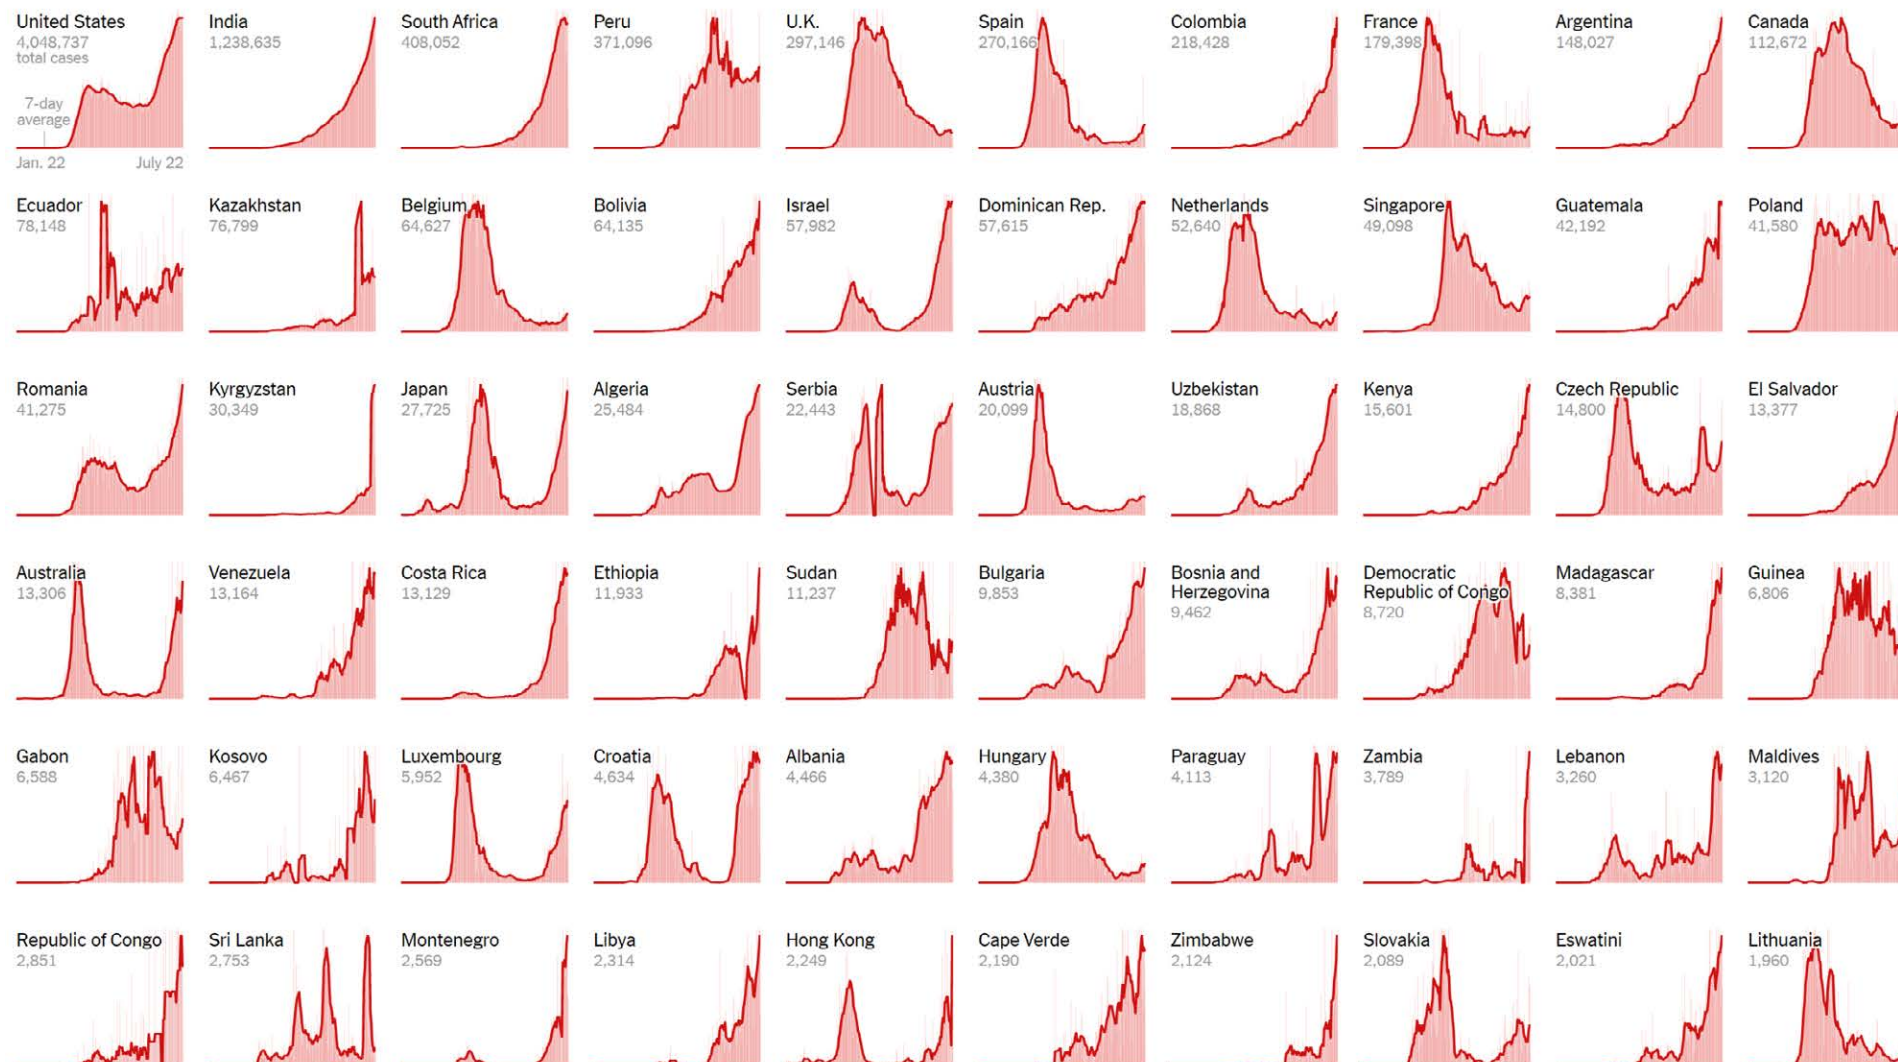 United States
4,048,737
total cases
7-day
average
Jan. 22 July 22
India
1,238,635
South Africa
408,052
Peru
371,096
U.K.
297,146
Spain
270,166
Colombia
218,428
France
179,398
Argentina
148,027
Canada
112,672
Ecuador
78,148
Kazakhstan
76,799
Belgium
64,627
Bolivia
64,135
Israel
57,982
Dominican Rep.
57,615
Netherlands
52,640
Singapore
49,098
Guatemala
42,192
Poland
41,580
Romania
41,275
Kyrgyzstan
30,349
Japan
27,725
Algeria
25,484
Serbia
22,443
Austria
20,099
Uzbekistan
18,868
Kenya
15,601
Czech Republic
14,800
El Salvador
13,377
Australia
13,306
Venezuela
13,164
Costa Rica
13,129
Ethiopia
11,933
Sudan
11,237
Bulgaria
9,853
Bosnia and
Herzegovina
9,462
Democratic
Republic of Congo
8,720
Madagascar
8,381
Guinea
6,806
Gabon
6,588
Kosovo
6,467
Luxembourg
5,952
Croatia
4,634
Albania
4,466
Hungary
4,380
Paraguay
4,113
Zambia
3,789
Lebanon
3,260
Maldives
3,120
Republic of Congo
2,851
Sri Lanka
2,753
Montenegro
2,569
Libya
2,314
Hong Kong
2,249
Cape Verde
2,190
Zimbabwe
2,124
Slovakia
2,089
Eswatini
2,021
Lithuania
1,960